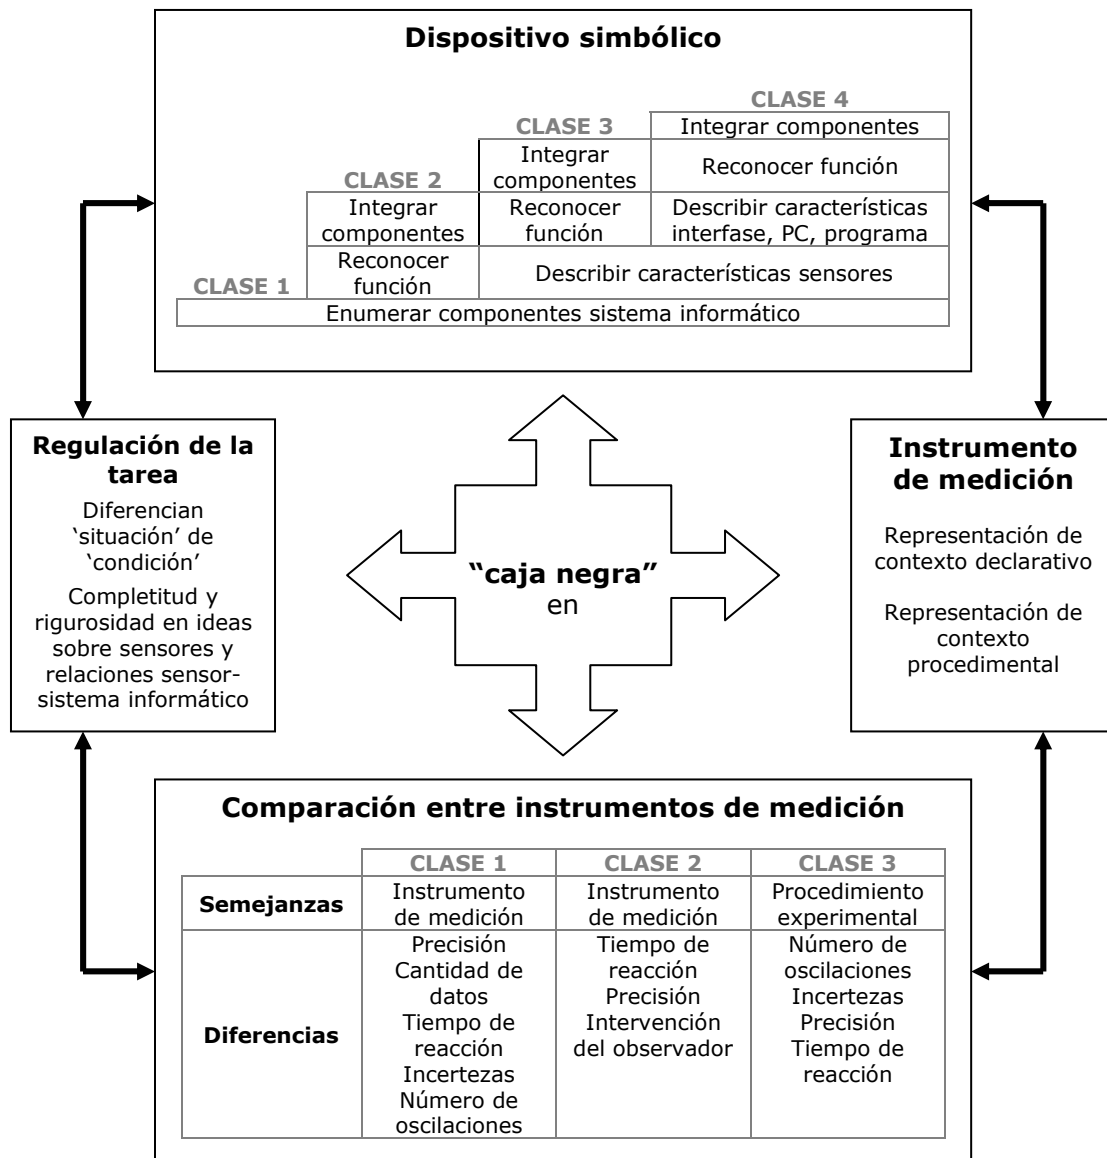 Dispositivo simbólico
CLASE 4
CLASE 3
Integrar componentes
Integrar
componentes
Reconocer función
CLASE 2
Integrar
componentes
Reconocer
función
Describir característícas
interfase, PC, programa
Reconocer
función
Describir característícas sensores
CLASE 1
Enumerar componentes sistema informático
Regulación de la
tarea
Diferencian
‘situación’ de
‘condición’
Completitud y
rigurosidad en ideas
sobre sensores y
relaciones sensor-
sistema informático
“caja negra”
en
Instrumento
de medición
Representación de
contexto declarativo
Representación de
contexto
procedimental
Comparación entre instrumentos de medición
CLASE 1
CLASE 2
CLASE 3
Semejanzas
Instrumento
de medición
Instrumento
de medición
Procedimiento
experimental
Diferencias
Precisión
Cantidad de
datos
Tiempo de
reacción
Incertezas
Número de
oscilaciones
Tiempo de
reacción
Precisión
Intervención
del observador
Número de
oscilaciones
Incertezas
Precisión
Tiempo de
reacción